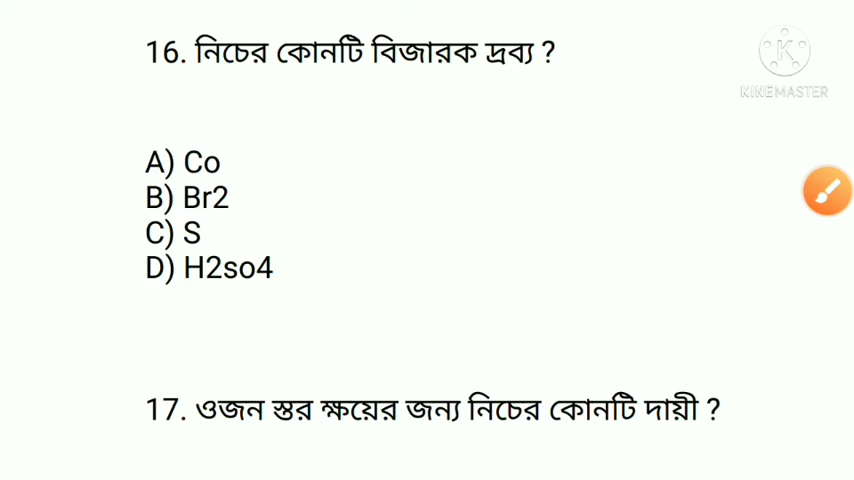 16. নিচের কোনটি বিজারক দ্রব্য ?
KINEMASTER
A) Co
B) Br2
C) S
D) H2so4
17. ওজন স্তর ক্ষয়ের জন্য নিচের কোনটি দায়ী ?